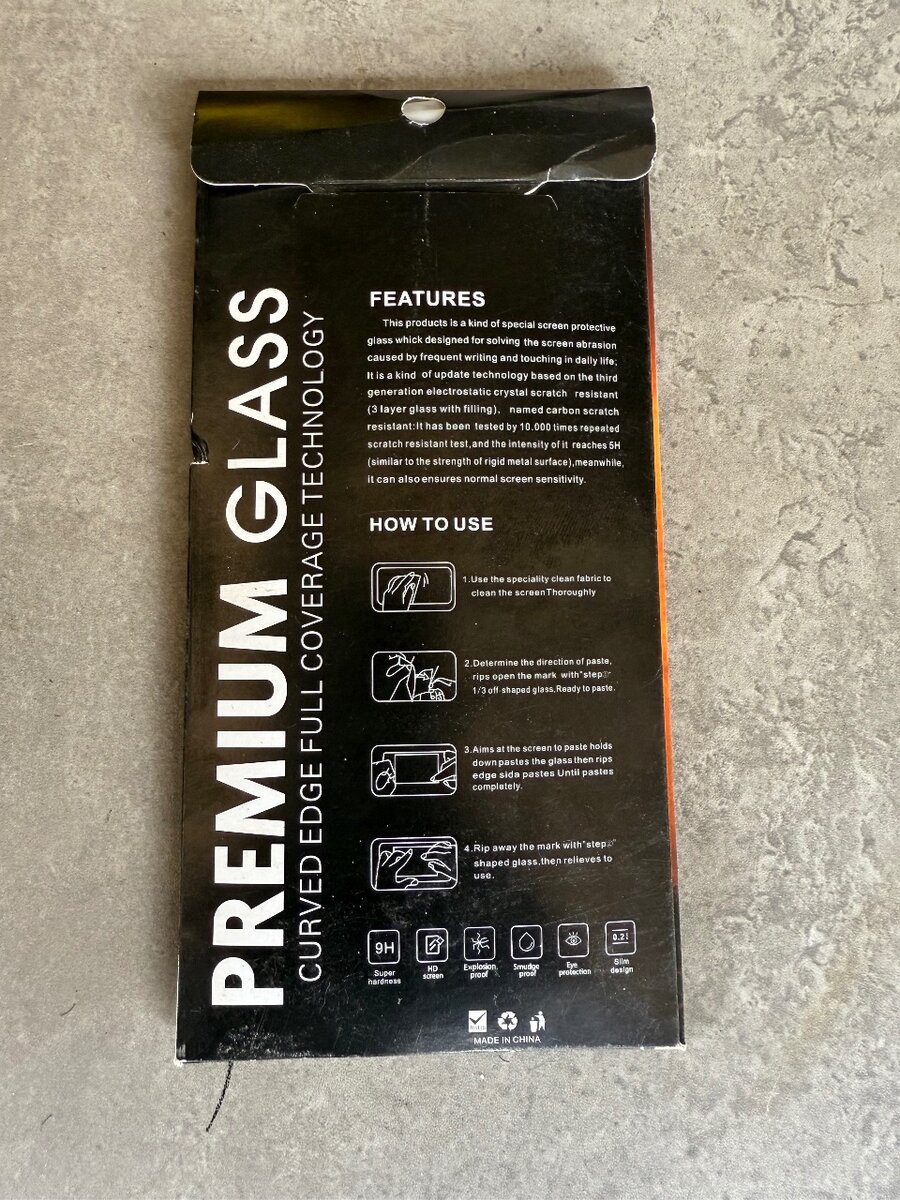 PREMIUM GLASS
CURVED EDGE FULL COVERAGE TECHNOLOGY
FEATURES
This products is a kind of special screen protective
glass whick designed for solving the screen abrasion
caused by frequent writing and touching in daily life;
It is a kind of update technology based on the third
generation electrostatic crystal scratch resistant
(3 layer glass with filling), named carbon scratch
resistant:It has been tested by 10.000 times repeated
scratch resistant test,and the intensity of it reaches 5H
(similar to the strength of rigid metal surface),meanwhile,
it can also ensures normal screen sensitivity.
HOW TO USE
1.Use the speciality clean fabric to
clean the screen Thoroughly
2.Determine the direction of paste,
rips open the mark with"step
1/3 off shaped glass.Ready to paste.
3.Aims at the screen to paste holds
down pastes the glass then rips
edge side pastes Until pastes
completely.
4.Rip away the mark with"step
shaped glass.then relieves to
use.
9H
Super
hardness
HD
screen
Explosion
proof
Smudge
proof
Eye
protection
Slim
design
MADE IN CHINA